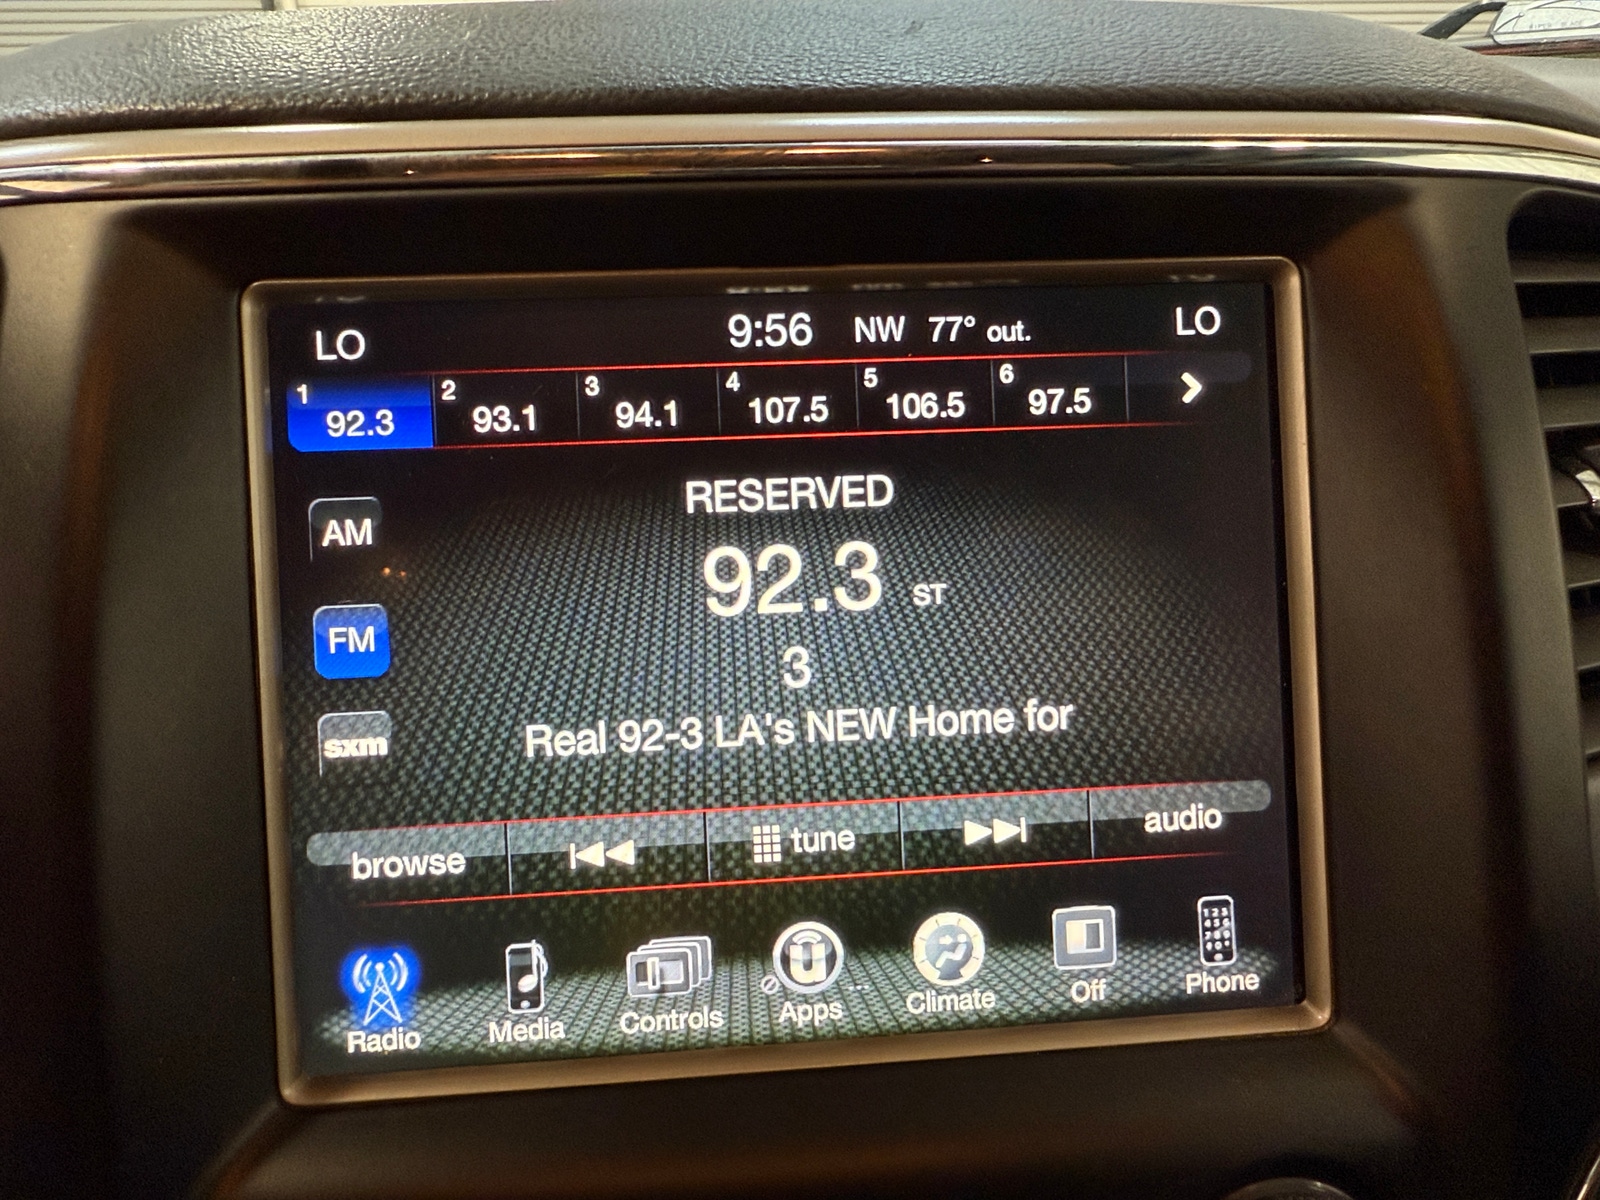 LO 9:56 NW 77° out. LO
1 2 3 4 5 6
92.3 93.1 94.1 107.5 106.5 97.5
RESERVED
AM
92.3 ST
FM
3
Real 92-3 LA's NEW Home for
sxm
browse tune audio
Radio Media Controls Apps Climate Off Phone